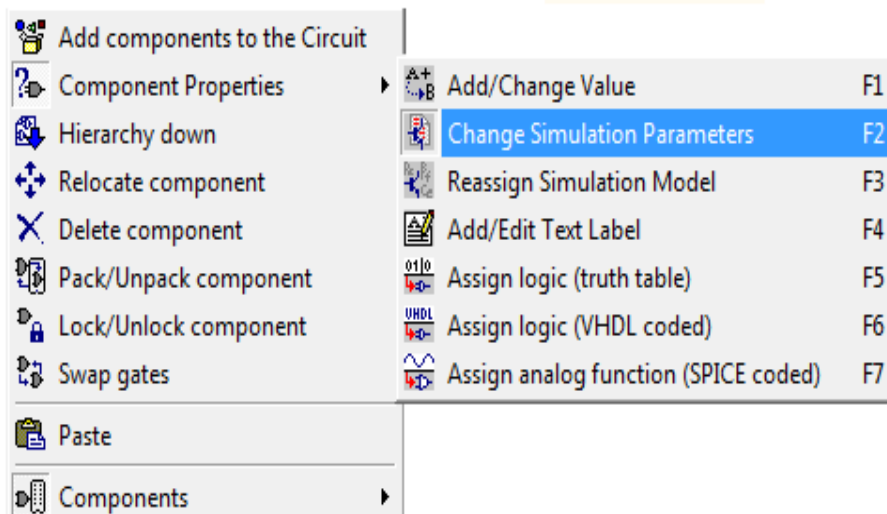 Add components to the Circuit
Component Properties
Hierarchy down
Relocate component
Delete component
Pack/Unpack component
Lock/Unlock component
Swap gates
Paste
Components
Add/Change Value F1
Change Simulation Parameters F2
Reassign Simulation Model F3
Add/Edit Text Label F4
Assign logic (truth table) F5
Assign logic (VHDL coded) F6
Assign analog function (SPICE coded) F7